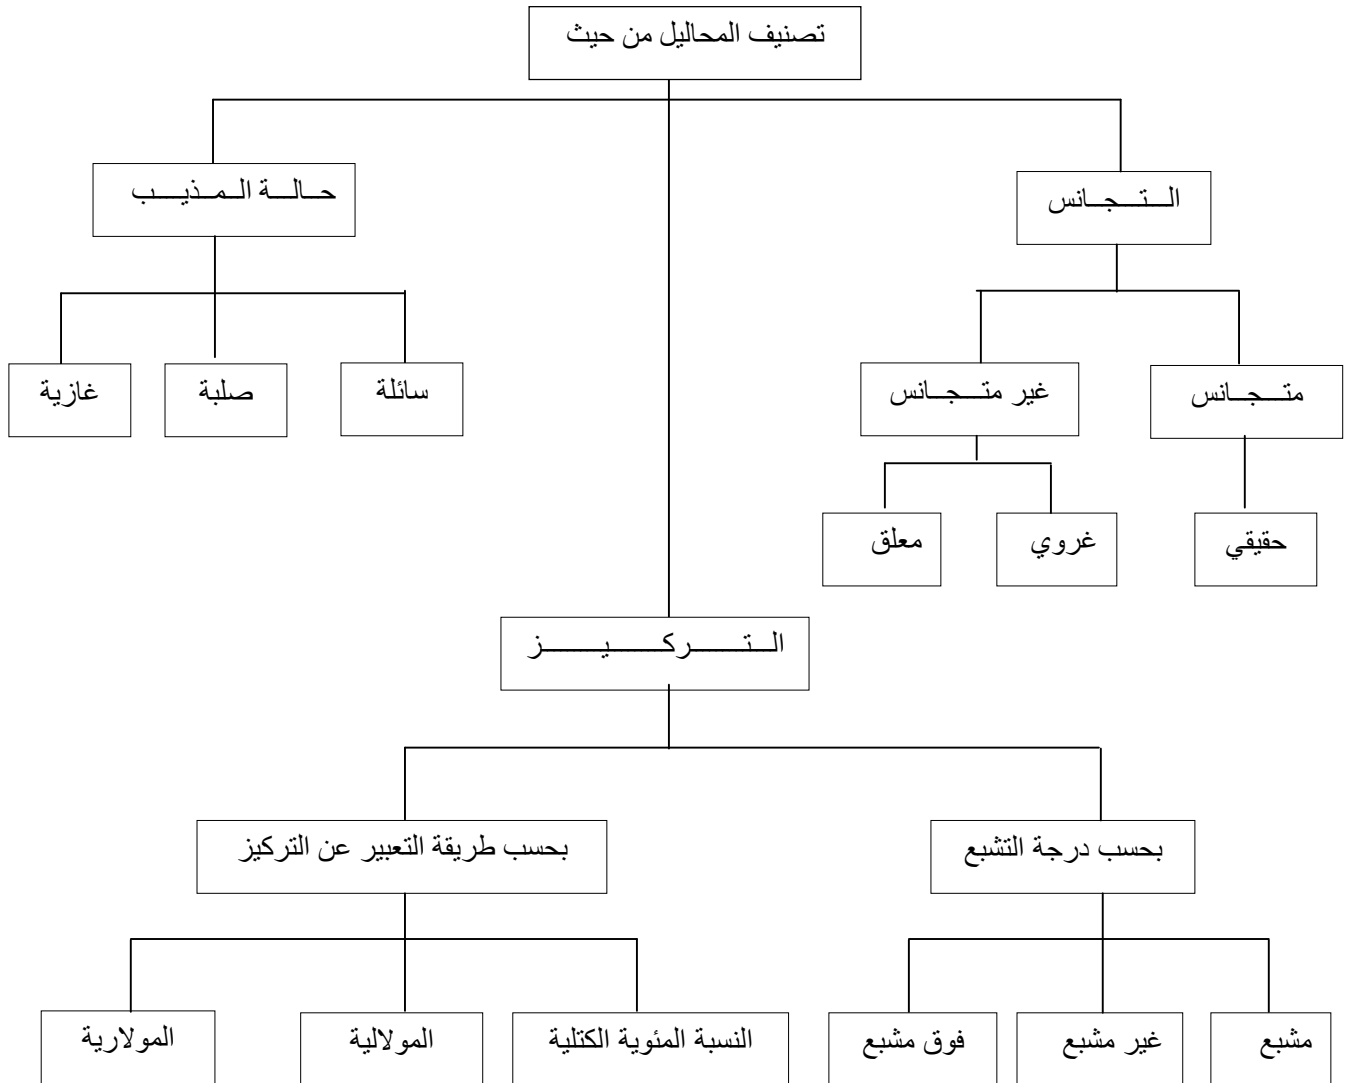 تصنيف المحاليل من حيث
التجانس
حالة المذيب
متجانس
غير متجانس
سائلة
صلبة
غازية
حقيقي
غروي
معلق
التركيز
بحسب درجة التشبع
بحسب طريقة التعبير عن التركيز
مشبع
غير مشبع
فوق مشبع
النسبة المئوية الكتلية
المولالية
المولارية